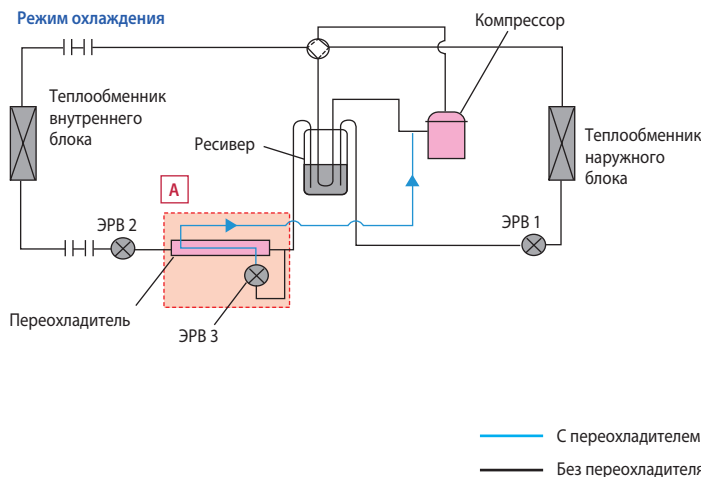 Режим охлаждения
Компрессор
Теплообменник
внутреннего
блока
Ресивер
Теплообменник
наружного
блока
A
ЭРВ 2
ЭРВ 1
Переохладитель
ЭРВ 3
С переохладителем
Без переохладителя